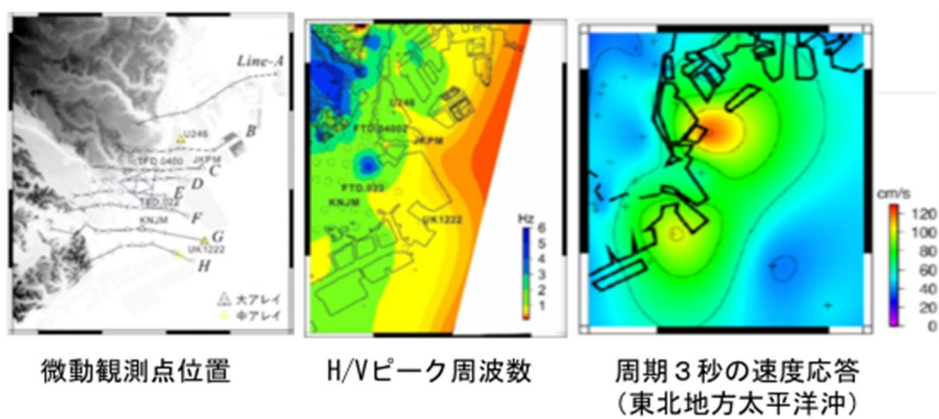 Line-A
U246
B
TFD 0400
JKPM
C
D
E
TFD 022
F
KNJM
G
UK1222
H
大アレイ
中アレイ
微動観測点位置
U246
FTD 04002
JKPM
FTD.022
KNJM
UK1222
Hz
6
5
4
3
2
1
H/Vピーク周波数
cm/s
120
100
80
60
40
20
0
周期３秒の速度応答
（東北地方太平洋沖）